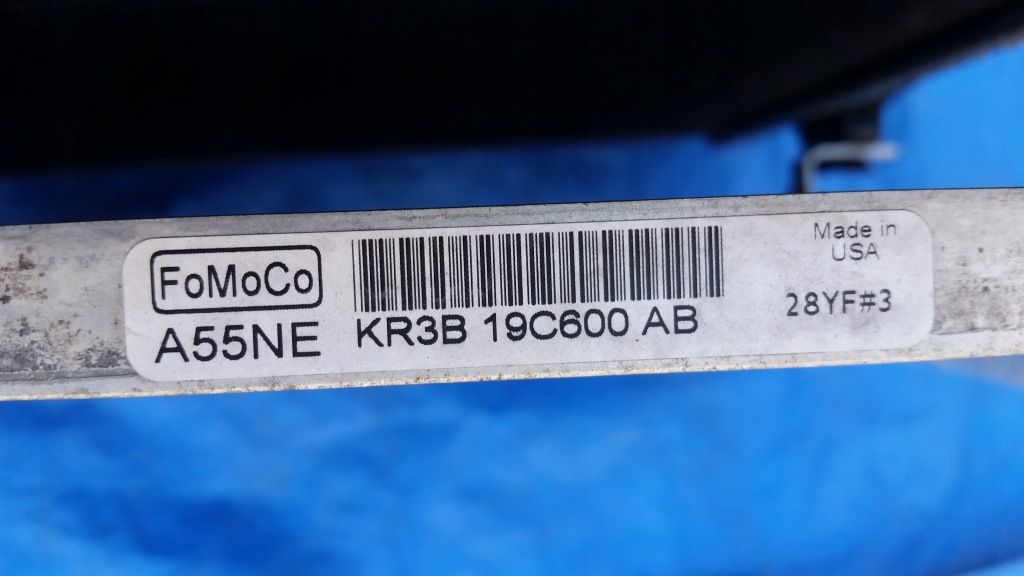 FoMoCo
A55NE
KR3B 19C600 AB
Made in
USA
28YF#3